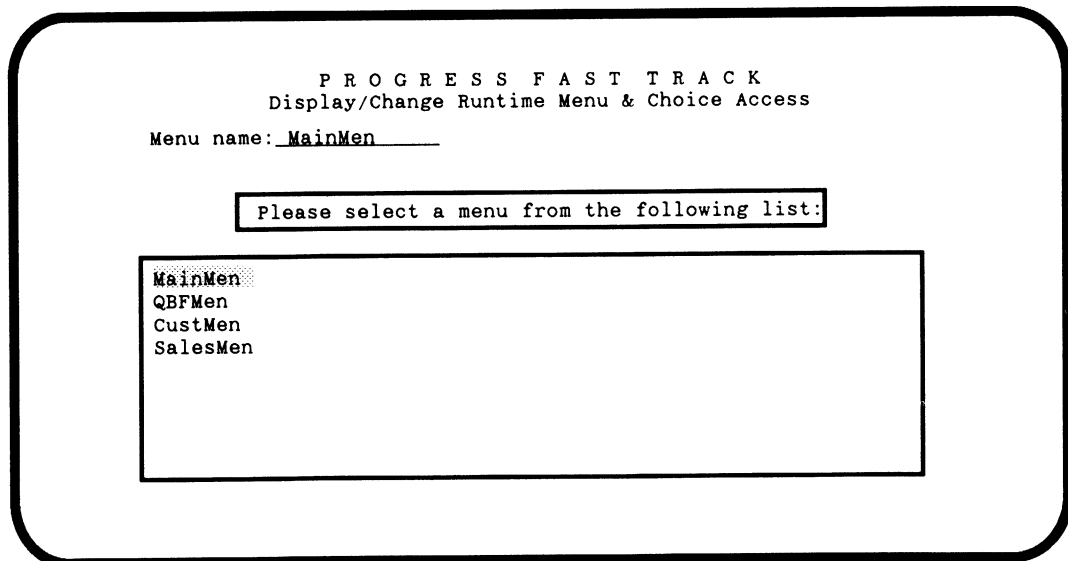 P R O G R E S S   F A S T   T R A C K
Display/Change Runtime Menu & Choice Access
Menu name: MainMen
Please select a menu from the following list:
MainMen
QBFMen
CustMen
SalesMen